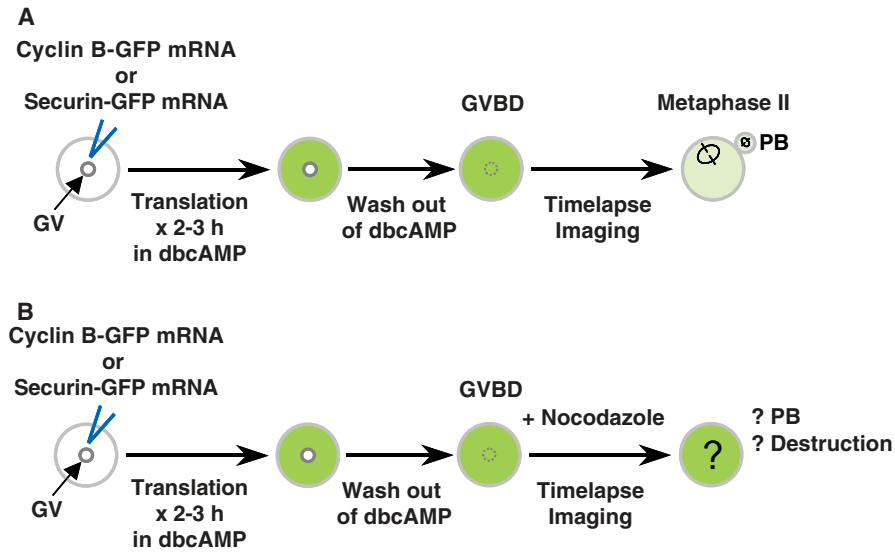 A
Cyclin B-GFP mRNA
or
Securin-GFP mRNA
GVBD
Metaphase II
PB
GV
Translation
x 2-3 h
in dbcAMP
Wash out
of dbcAMP
Timelapse
Imaging
B
Cyclin B-GFP mRNA
or
Securin-GFP mRNA
GVBD
+ Nocodazole
? PB
? Destruction
?
GV
Translation
x 2-3 h
in dbcAMP
Wash out
of dbcAMP
Timelapse
Imaging